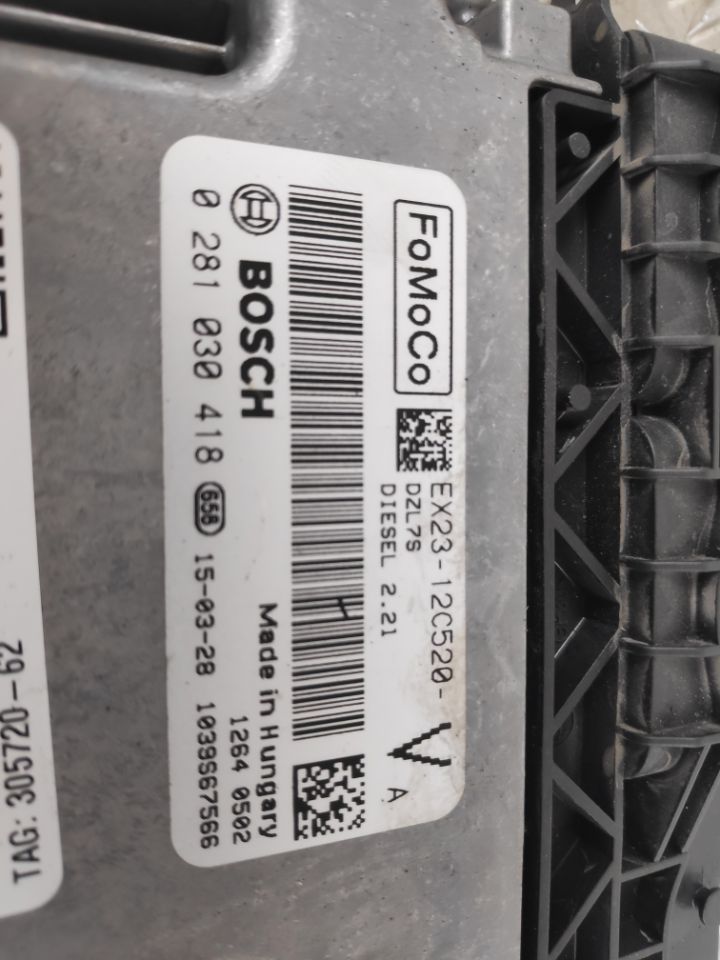 FoMoCo
EX23-12C520-
V
A
DZL7S
DIESEL 2.2l
BOSCH
Made in Hungary
1264 0502
0 281 030 418 658 15-03-28 1039S67566
TAG: 305720-62